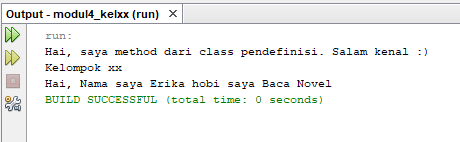 Output - modul4_kelxx (run) ×
run:
Hai, saya method dari class pendefinisi. Salam kenal :)
Kelompok xx
Hai, Nama saya Erika hobi saya Baca Novel
BUILD SUCCESSFUL (total time: 0 seconds)